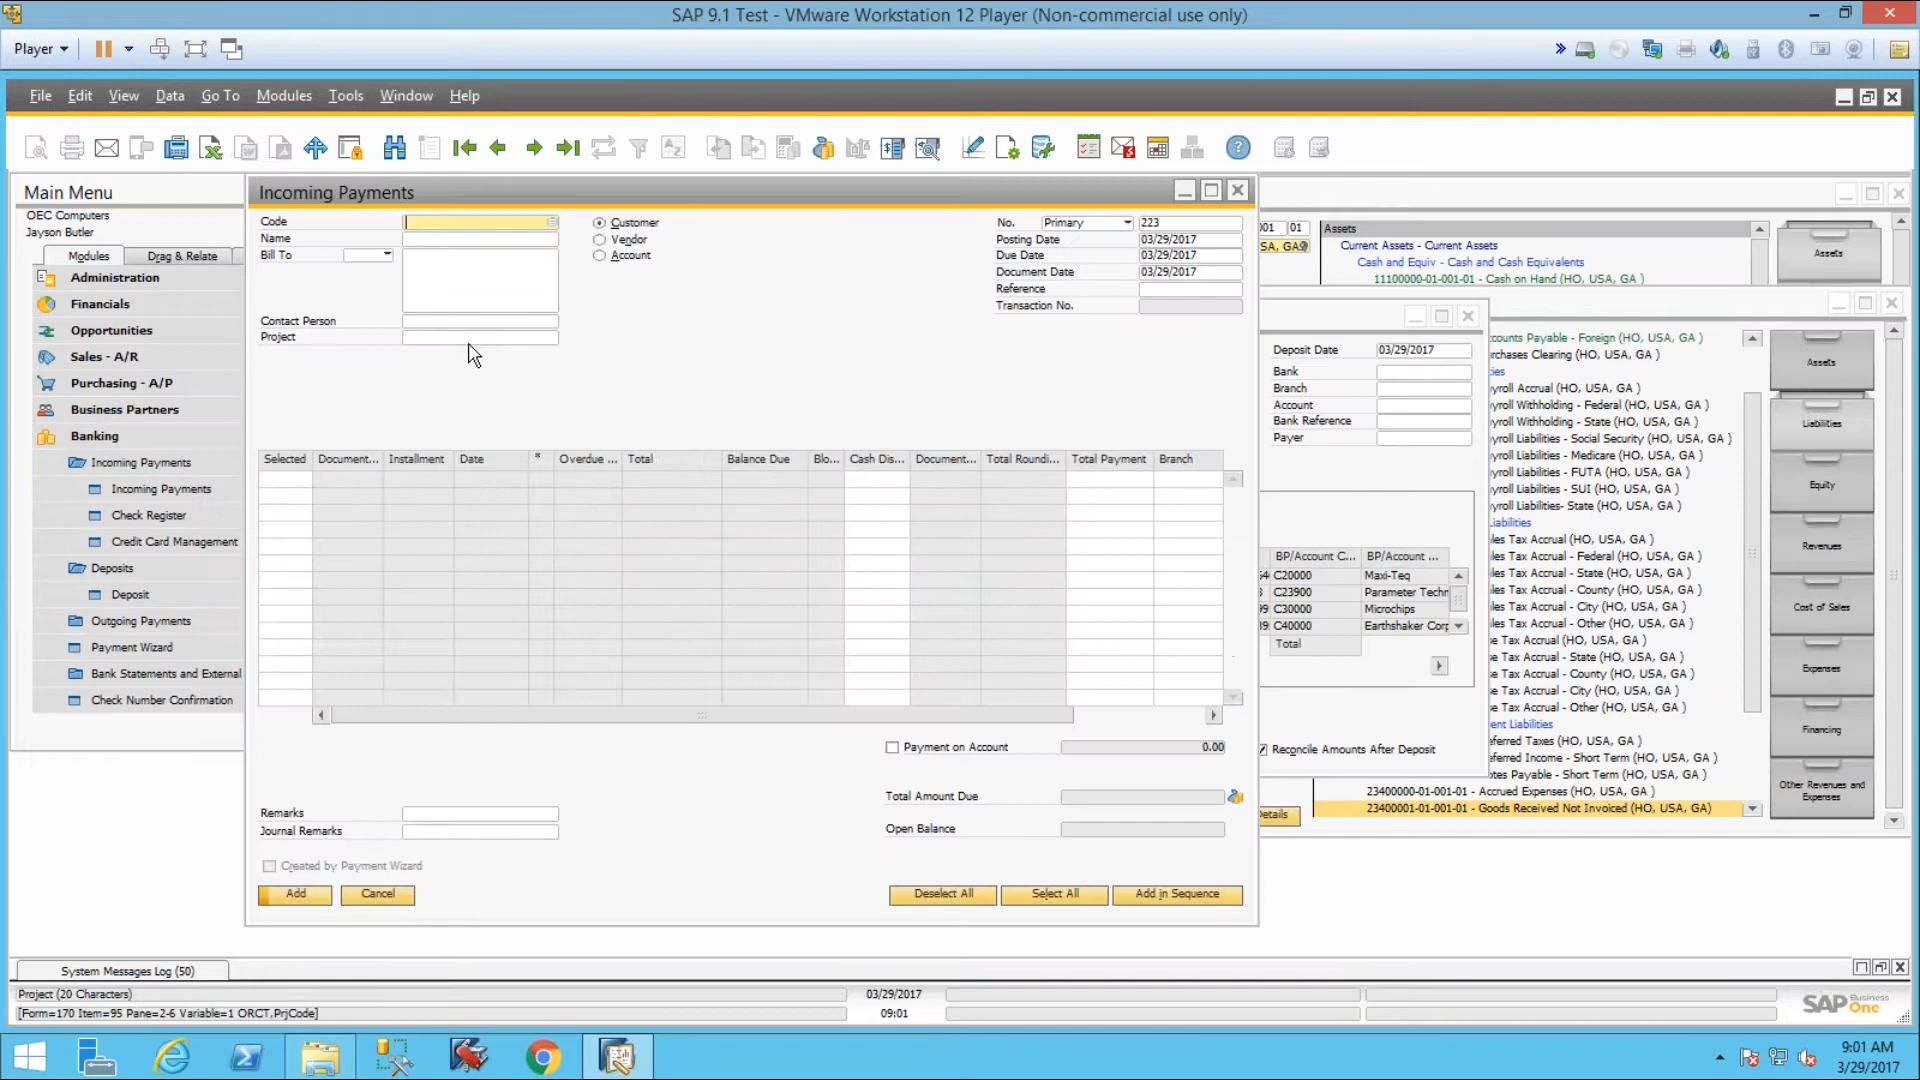 SAP 9.1 Test - VMware Workstation 12 Player (Non-commercial use only)
Player
File Edit View Data Go To Modules Tools Window Help
Main Menu
OEC Computers
Jayson Butler
Modules Drag & Relate
Administration
Financials
Opportunities
Sales - A/R
Purchasing - A/P
Business Partners
Banking
Incoming Payments
Incoming Payments
Check Register
Credit Card Management
Deposits
Deposit
Outgoing Payments
Payment Wizard
Bank Statements and External
Check Number Confirmation
Incoming Payments
Code
Name
Bill To
Contact Person
Project
Customer
Vendor
Account
No. Primary 223
Posting Date 03/29/2017
Due Date 03/29/2017
Document Date 03/29/2017
Reference
Transaction No.
Selected Document... Installment Date * Overdue ... Total Balance Due Blo... Cash Dis... Document... Total Roundi... Total Payment Branch
Payment on Account 0.00
Total Amount Due
Open Balance
Remarks
Journal Remarks
Created by Payment Wizard
Add Cancel Deselect All Select All Add in Sequence
01
Assets
Current Assets - Current Assets
Cash and Equiv - Cash and Cash Equivalents
11100000-01-001-01 - Cash on Hand (HO, USA, GA )
Assets
Deposit Date 03/29/2017
Bank
Branch
Account
Bank Reference
Payer
BP/Account C... BP/Account ...
C20000 Maxi-Teq
C23900 Parameter Techn
C30000 Microchips
C40000 Earthshaker Corp
Total
Reconcile Amounts After Deposit
etails
counts Payable - Foreign (HO, USA, GA )
rchases Clearing (HO, USA, GA )
ies
yroll Accrual (HO, USA, GA )
yroll Withholding - Federal (HO, USA, GA )
yroll Withholding - State (HO, USA, GA )
yroll Liabilities - Social Security (HO, USA, GA )
yroll Liabilities - Medicare (HO, USA, GA )
yroll Liabilities - FUTA (HO, USA, GA )
yroll Liabilities - SUI (HO, USA, GA )
yroll Liabilities- State (HO, USA, GA )
Liabilities
les Tax Accrual (HO, USA, GA )
les Tax Accrual - Federal (HO, USA, GA )
les Tax Accrual - State (HO, USA, GA )
les Tax Accrual - County (HO, USA, GA )
les Tax Accrual - City (HO, USA, GA )
les Tax Accrual - Other (HO, USA, GA )
e Tax Accrual (HO, USA, GA )
e Tax Accrual - State (HO, USA, GA )
e Tax Accrual - County (HO, USA, GA )
e Tax Accrual - City (HO, USA, GA )
e Tax Accrual - Other (HO, USA, GA )
ent Liabilities
eferred Taxes (HO, USA, GA )
eferred Income - Short Term (HO, USA, GA )
otes Payable - Short Term (HO, USA, GA )
23400000-01-001-01 - Accrued Expenses (HO, USA, GA )
23400001-01-001-01 - Goods Received Not Invoiced (HO, USA, GA)
Assets
Liabilities
Equity
Revenues
Cost of Sales
Expenses
Financing
Other Revenues and
Expenses
System Messages Log (50)
Project (20 Characters) 03/29/2017
[Form=170 Item=95 Pane=2-6 Variable=1 ORCT,PrjCode] 09:01
SAP Business One
9:01 AM
3/29/2017